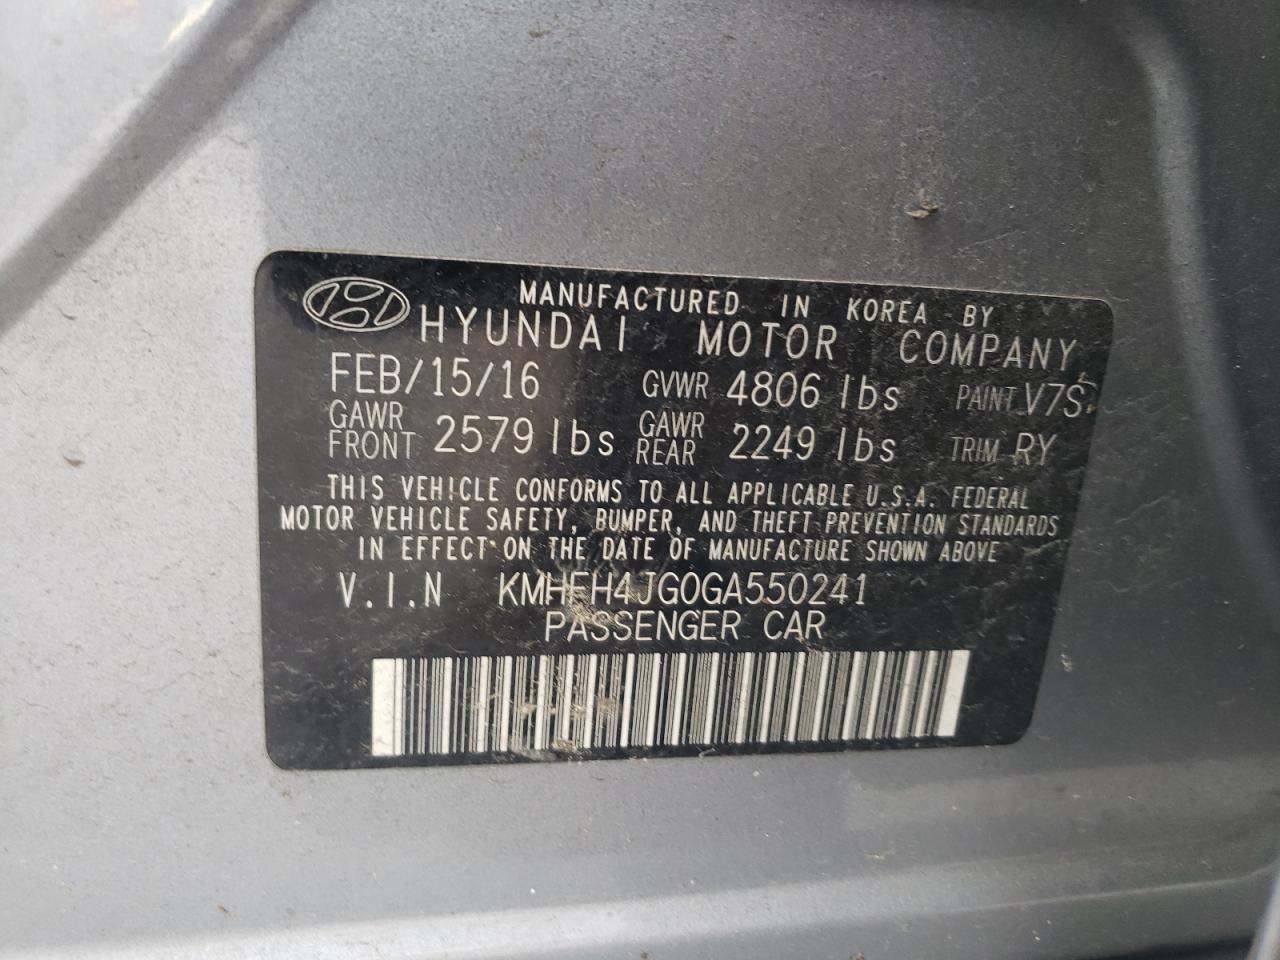 MANUFACTURED IN KOREA BY
HYUNDAI MOTOR COMPANY
FEB/15/16 GVWR 4806 lbs PAINT V7S
GAWR FRONT 2579 lbs GAWR REAR 2249 lbs TRIM RY
THIS VEHICLE CONFORMS TO ALL APPLICABLE U.S.A. FEDERAL
MOTOR VEHICLE SAFETY, BUMPER, AND THEFT PREVENTION STANDARDS
IN EFFECT ON THE DATE OF MANUFACTURE SHOWN ABOVE
V.I.N KMHFH4JG0GA550241
PASSENGER CAR